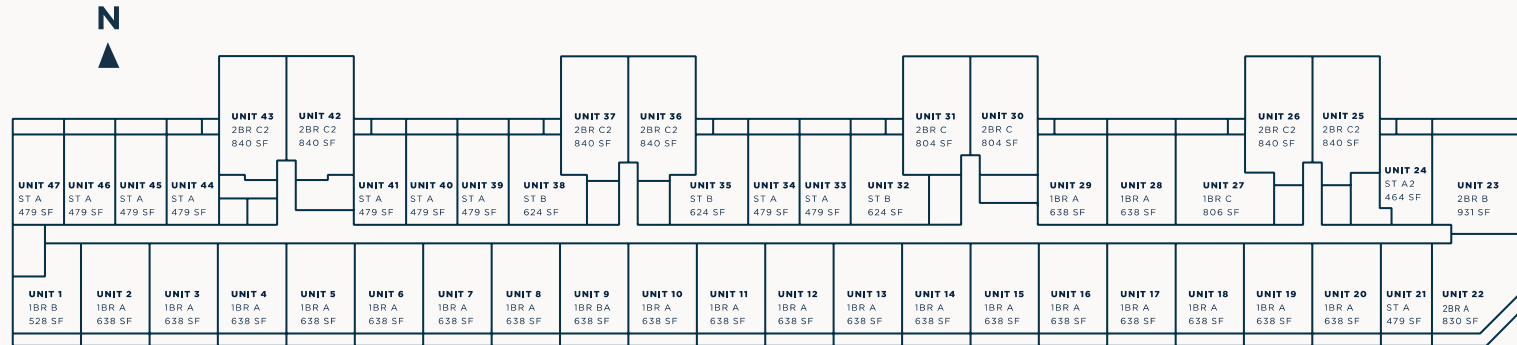 N
UNIT 43
2BR C2
840 SF
UNIT 42
2BR C2
840 SF
UNIT 37
2BR C2
840 SF
UNIT 36
2BR C2
840 SF
UNIT 31
2BR C
804 SF
UNIT 30
2BR C
804 SF
UNIT 26
2BR C2
840 SF
UNIT 25
2BR C2
840 SF
UNIT 47
ST A
479 SF
UNIT 46
ST A
479 SF
UNIT 45
ST A
479 SF
UNIT 44
ST A
479 SF
UNIT 41
ST A
479 SF
UNIT 40
ST A
479 SF
UNIT 39
ST A
479 SF
UNIT 38
ST B
624 SF
UNIT 35
ST B
624 SF
UNIT 34
ST A
479 SF
UNIT 33
ST A
479 SF
UNIT 32
ST B
624 SF
UNIT 29
1BR A
638 SF
UNIT 28
1BR A
638 SF
UNIT 27
1BR C
806 SF
UNIT 24
ST A2
464 SF
UNIT 23
2BR B
931 SF
UNIT 1
1BR B
528 SF
UNIT 2
1BR A
638 SF
UNIT 3
1BR A
638 SF
UNIT 4
1BR A
638 SF
UNIT 5
1BR A
638 SF
UNIT 6
1BR A
638 SF
UNIT 7
1BR A
638 SF
UNIT 8
1BR A
638 SF
UNIT 9
1BR BA
638 SF
UNIT 10
1BR A
638 SF
UNIT 11
1BR A
638 SF
UNIT 12
1BR A
638 SF
UNIT 13
1BR A
638 SF
UNIT 14
1BR A
638 SF
UNIT 15
1BR A
638 SF
UNIT 16
1BR A
638 SF
UNIT 17
1BR A
638 SF
UNIT 18
1BR A
638 SF
UNIT 19
1BR A
638 SF
UNIT 20
1BR A
638 SF
UNIT 21
ST A
479 SF
UNIT 22
2BR A
830 SF